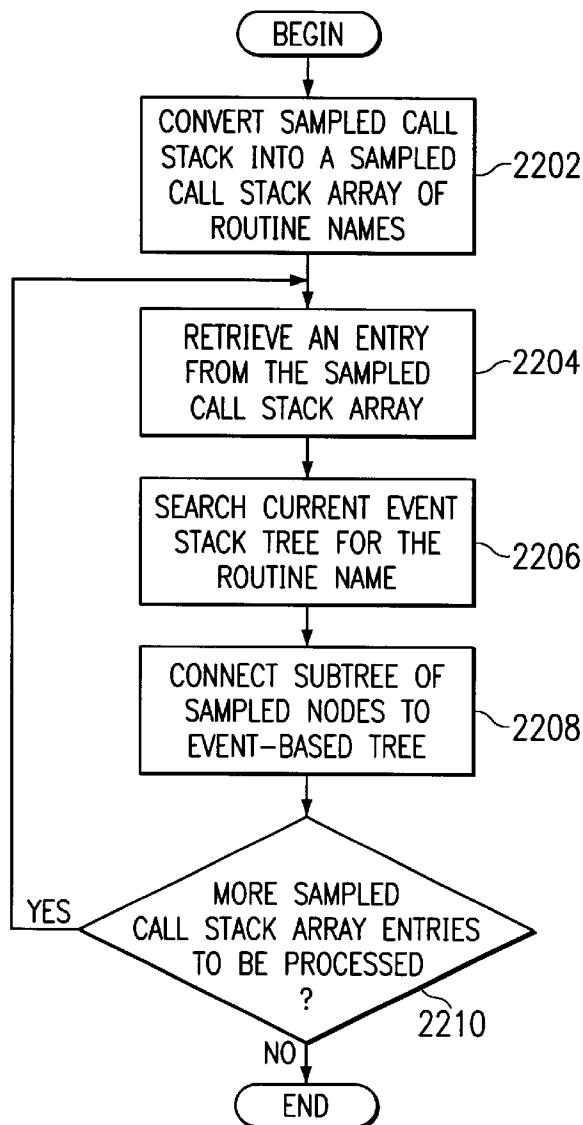 BEGIN
CONVERT SAMPLED CALL
STACK INTO A SAMPLED
CALL STACK ARRAY OF
ROUTINE NAMES
2202
RETRIEVE AN ENTRY
FROM THE SAMPLED
CALL STACK ARRAY
2204
SEARCH CURRENT EVENT
STACK TREE FOR THE
ROUTINE NAME
2206
CONNECT SUBTREE OF
SAMPLED NODES TO
EVENT-BASED TREE
2208
MORE SAMPLED
CALL STACK ARRAY ENTRIES
TO BE PROCESSED
?
YES
2210
NO
END